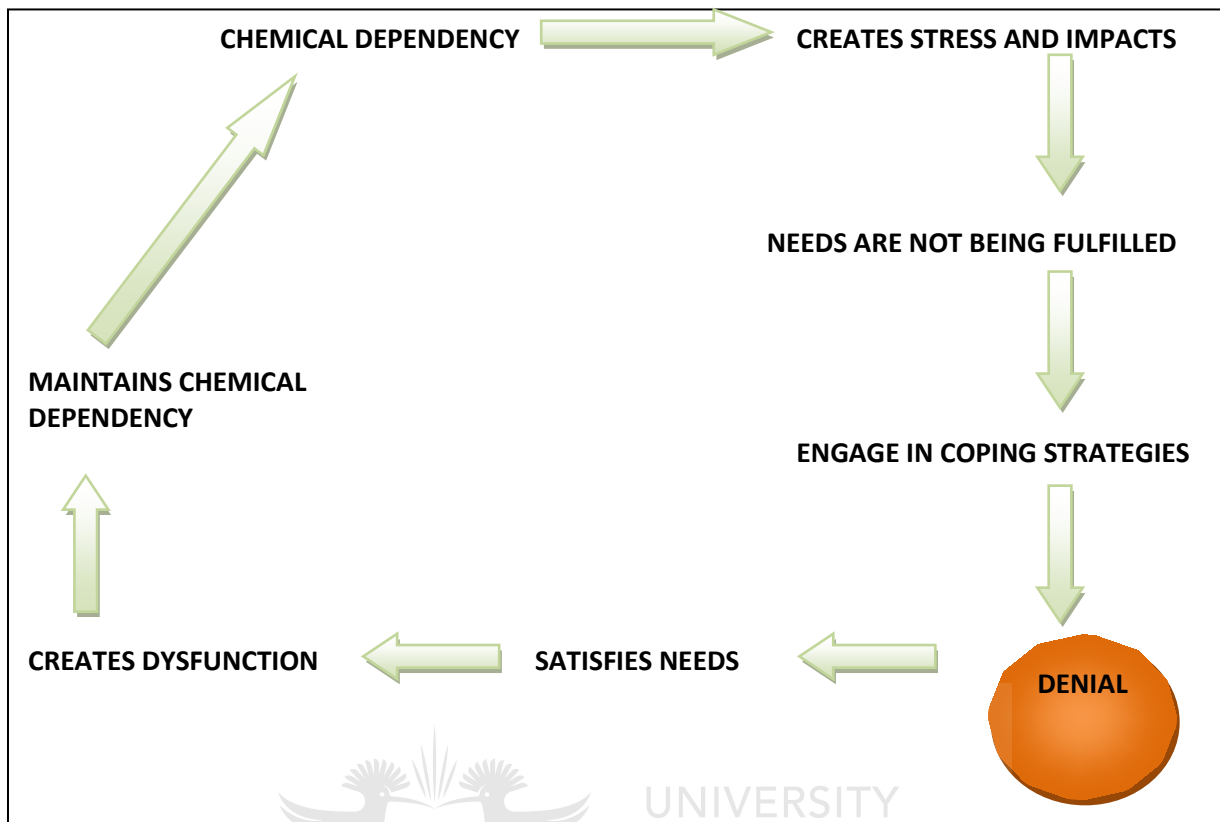 CHEMICAL DEPENDENCY
CREATES STRESS AND IMPACTS
NEEDS ARE NOT BEING FULFILLED
ENGAGE IN COPING STRATEGIES
DENIAL
SATISFIES NEEDS
CREATES DYSFUNCTION
MAINTAINS CHEMICAL
DEPENDENCY
UNIVERSITY